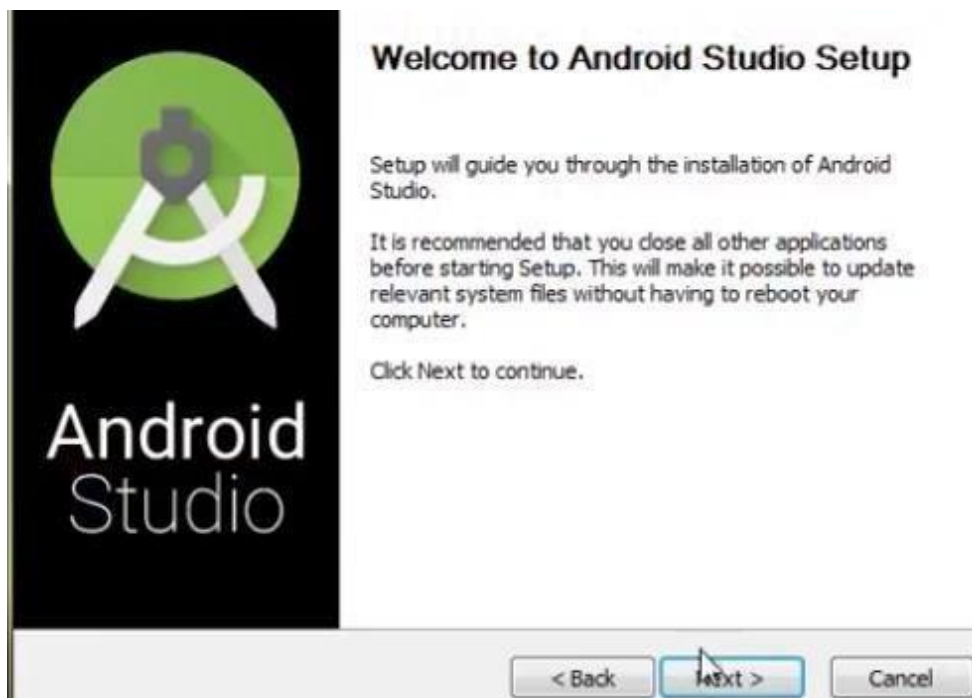 Welcome to Android Studio Setup
Setup will guide you through the installation of Android
Studio.
It is recommended that you close all other applications
before starting Setup. This will make it possible to update
relevant system files without having to reboot your
computer.
Click Next to continue.
Android
Studio
< Back
Next >
Cancel